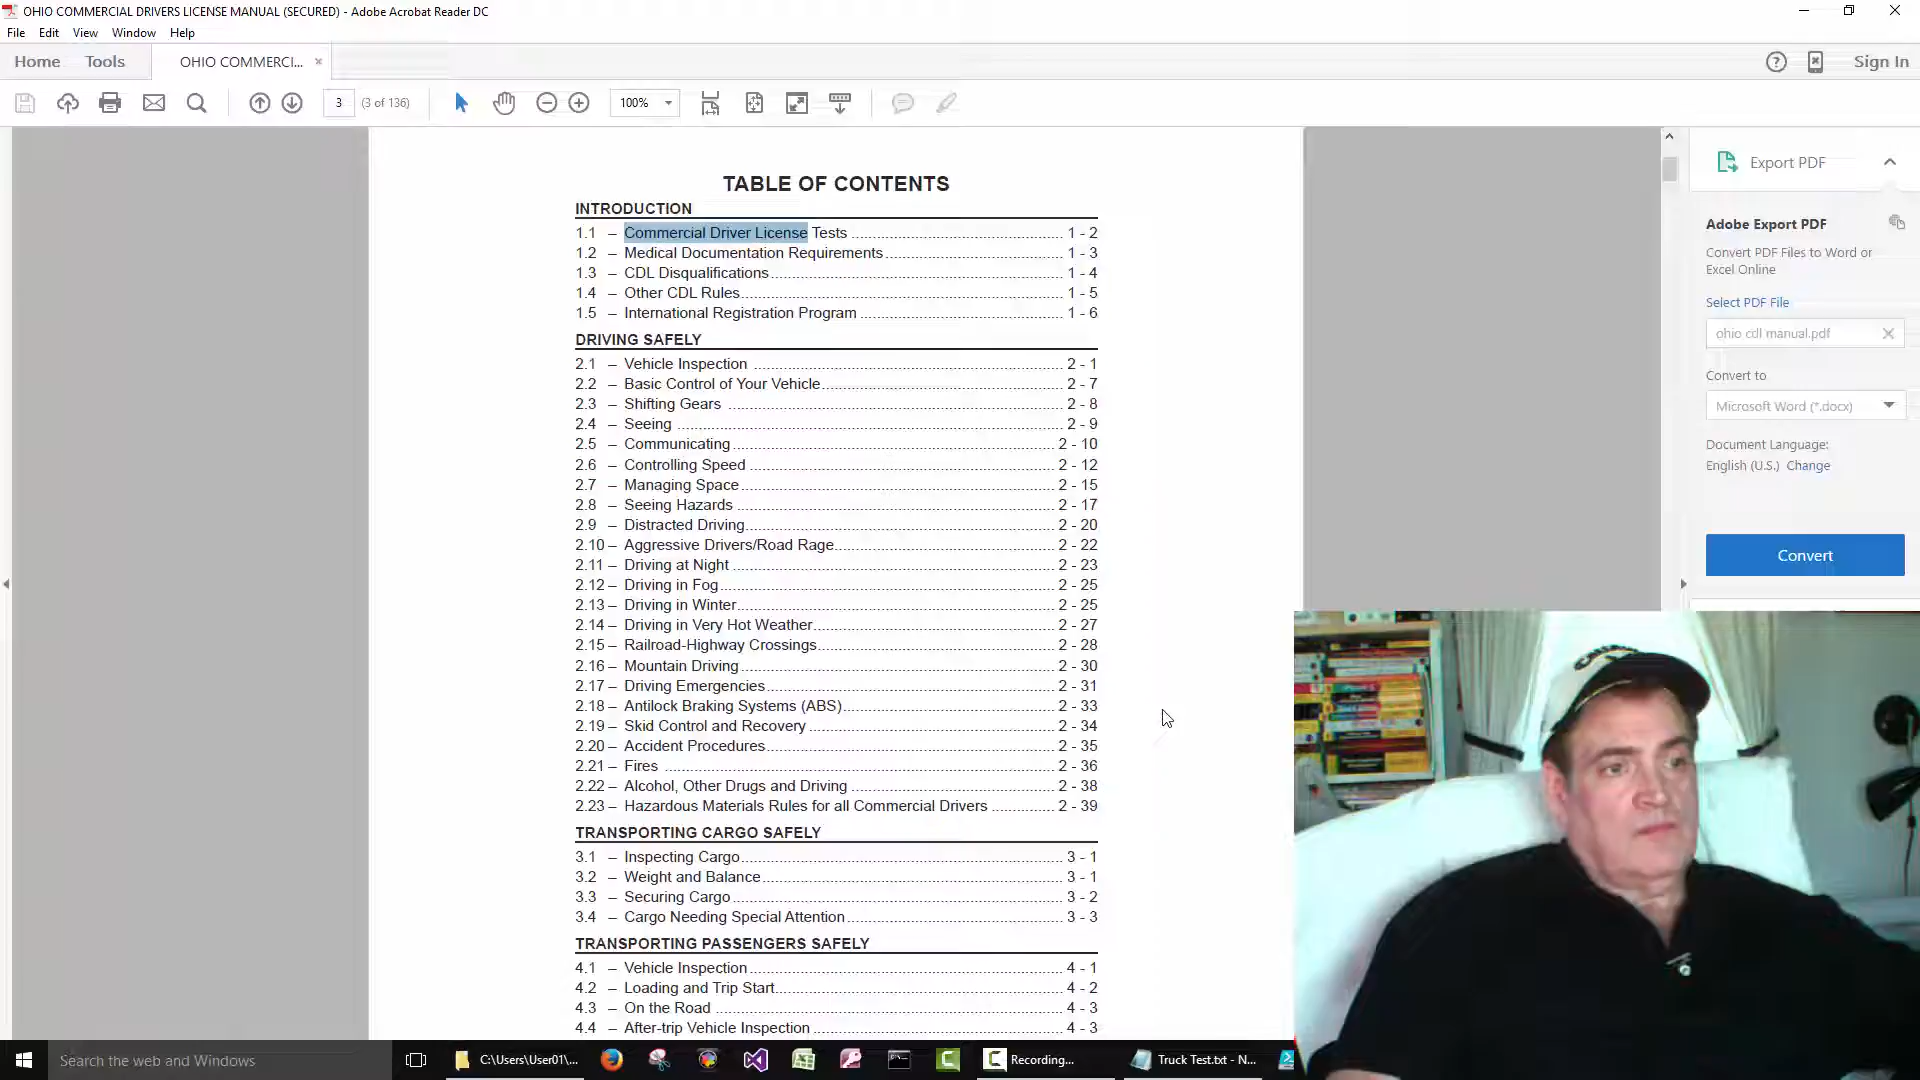 OHIO COMMERCIAL DRIVERS LICENSE MANUAL (SECURED) - Adobe Acrobat Reader DC
File Edit View Window Help
Home Tools OHIO COMMERCI... × ? Sign In
3 (3 of 136) 100%
TABLE OF CONTENTS
INTRODUCTION
1.1 – Commercial Driver License Tests 1 - 2
1.2 – Medical Documentation Requirements 1 - 3
1.3 – CDL Disqualifications 1 - 4
1.4 – Other CDL Rules 1 - 5
1.5 – International Registration Program 1 - 6
DRIVING SAFELY
2.1 – Vehicle Inspection 2 - 1
2.2 – Basic Control of Your Vehicle 2 - 7
2.3 – Shifting Gears 2 - 8
2.4 – Seeing 2 - 9
2.5 – Communicating 2 - 10
2.6 – Controlling Speed 2 - 12
2.7 – Managing Space 2 - 15
2.8 – Seeing Hazards 2 - 17
2.9 – Distracted Driving 2 - 20
2.10 – Aggressive Drivers/Road Rage 2 - 22
2.11 – Driving at Night 2 - 23
2.12 – Driving in Fog 2 - 25
2.13 – Driving in Winter 2 - 25
2.14 – Driving in Very Hot Weather 2 - 27
2.15 – Railroad-Highway Crossings 2 - 28
2.16 – Mountain Driving 2 - 30
2.17 – Driving Emergencies 2 - 31
2.18 – Antilock Braking Systems (ABS) 2 - 33
2.19 – Skid Control and Recovery 2 - 34
2.20 – Accident Procedures 2 - 35
2.21 – Fires 2 - 36
2.22 – Alcohol, Other Drugs and Driving 2 - 38
2.23 – Hazardous Materials Rules for all Commercial Drivers 2 - 39
TRANSPORTING CARGO SAFELY
3.1 – Inspecting Cargo 3 - 1
3.2 – Weight and Balance 3 - 1
3.3 – Securing Cargo 3 - 2
3.4 – Cargo Needing Special Attention 3 - 3
TRANSPORTING PASSENGERS SAFELY
4.1 – Vehicle Inspection 4 - 1
4.2 – Loading and Trip Start 4 - 2
4.3 – On the Road 4 - 3
4.4 – After-trip Vehicle Inspection 4 - 3
Export PDF
Adobe Export PDF
Convert PDF Files to Word or
Excel Online
Select PDF File
ohio cdl manual.pdf
Convert to
Microsoft Word (*.docx)
Document Language:
English (U.S.) Change
Convert
Search the web and Windows C:\Users\User01\... Recording... Truck Test.txt - N...